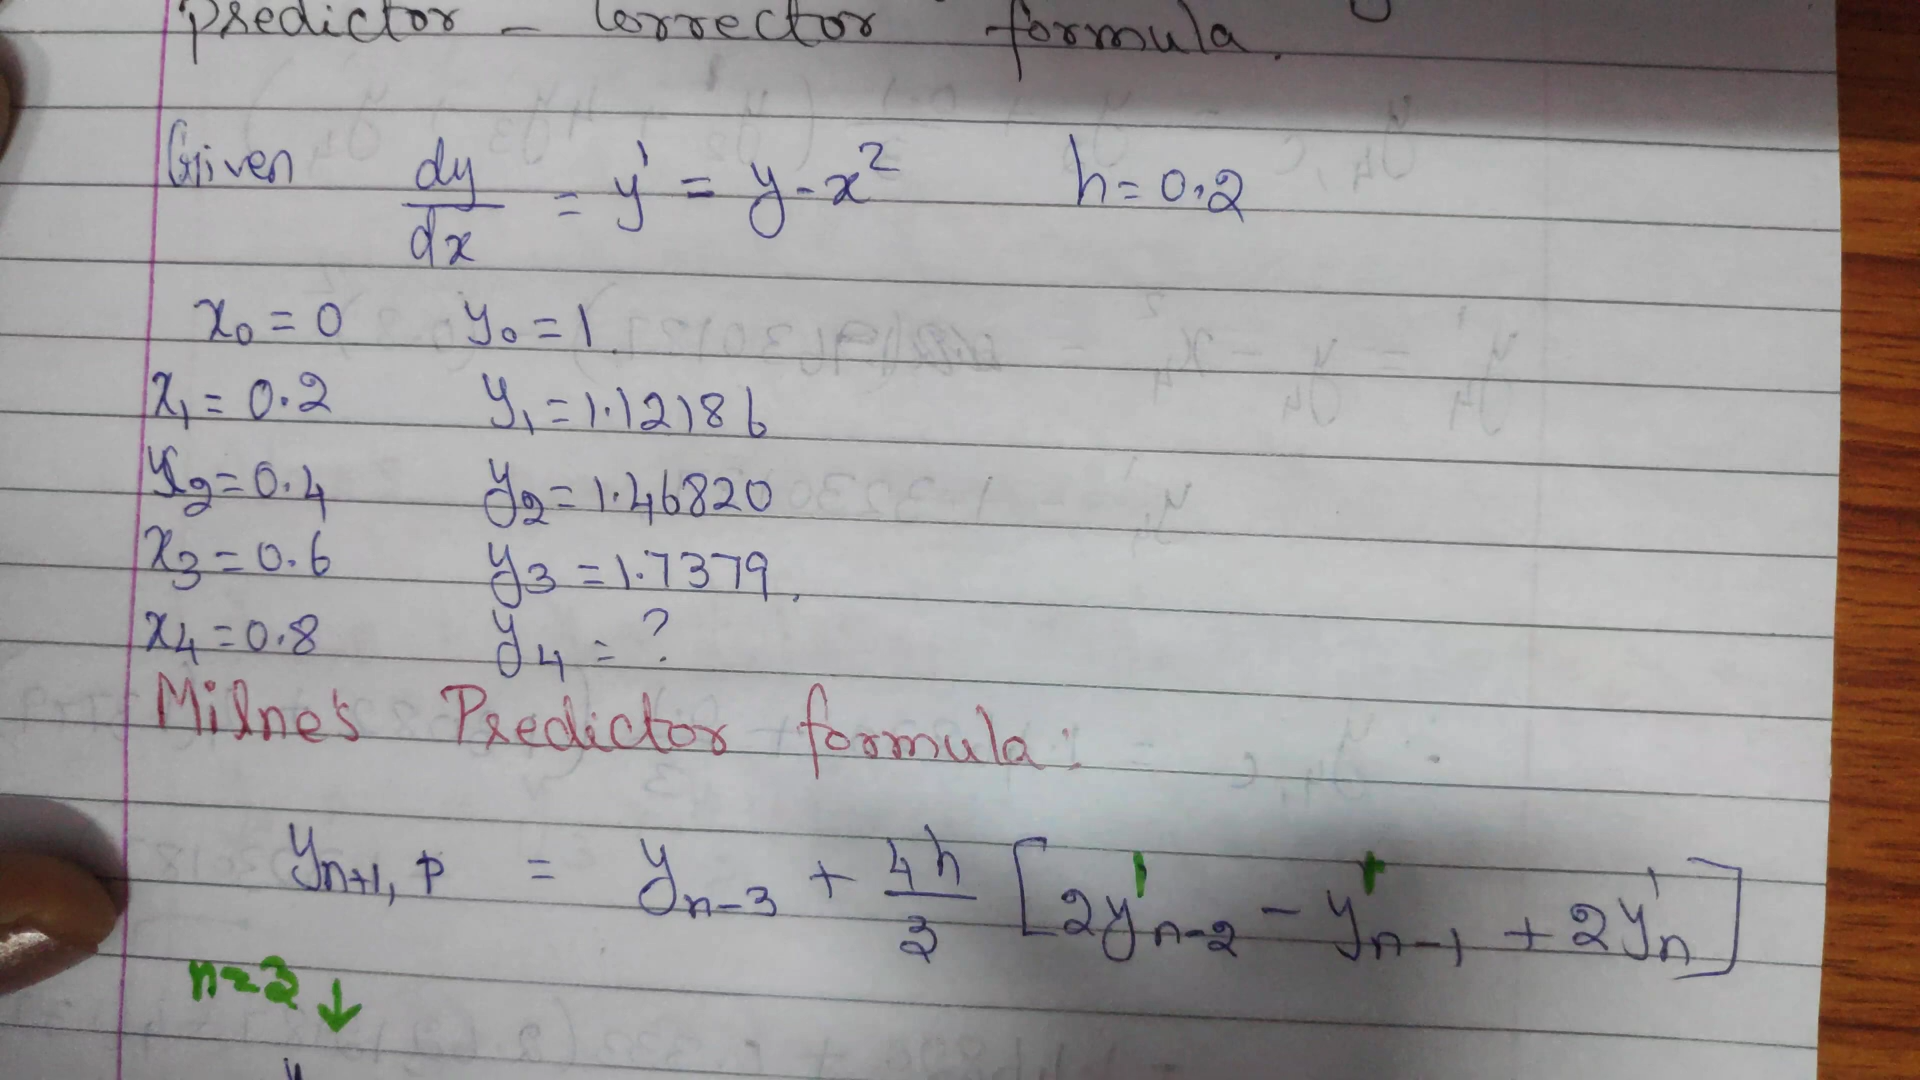 Predictor - Corrector formula.
Given dy/dx = y' = y-x² h=0.2
x₀=0 y₀=1
x₁=0.2 y₁=1.12186
x₂=0.4 y₂=1.46820
x₃=0.6 y₃=1.7379
x₄=0.8 y₄=?
Milne's Predictor formula:
yₙ₊₁,p = yₙ₋₃ + 4h/3 [2y'ₙ₋₂ - y'ₙ₋₁ + 2y'ₙ]
n=3 ↓